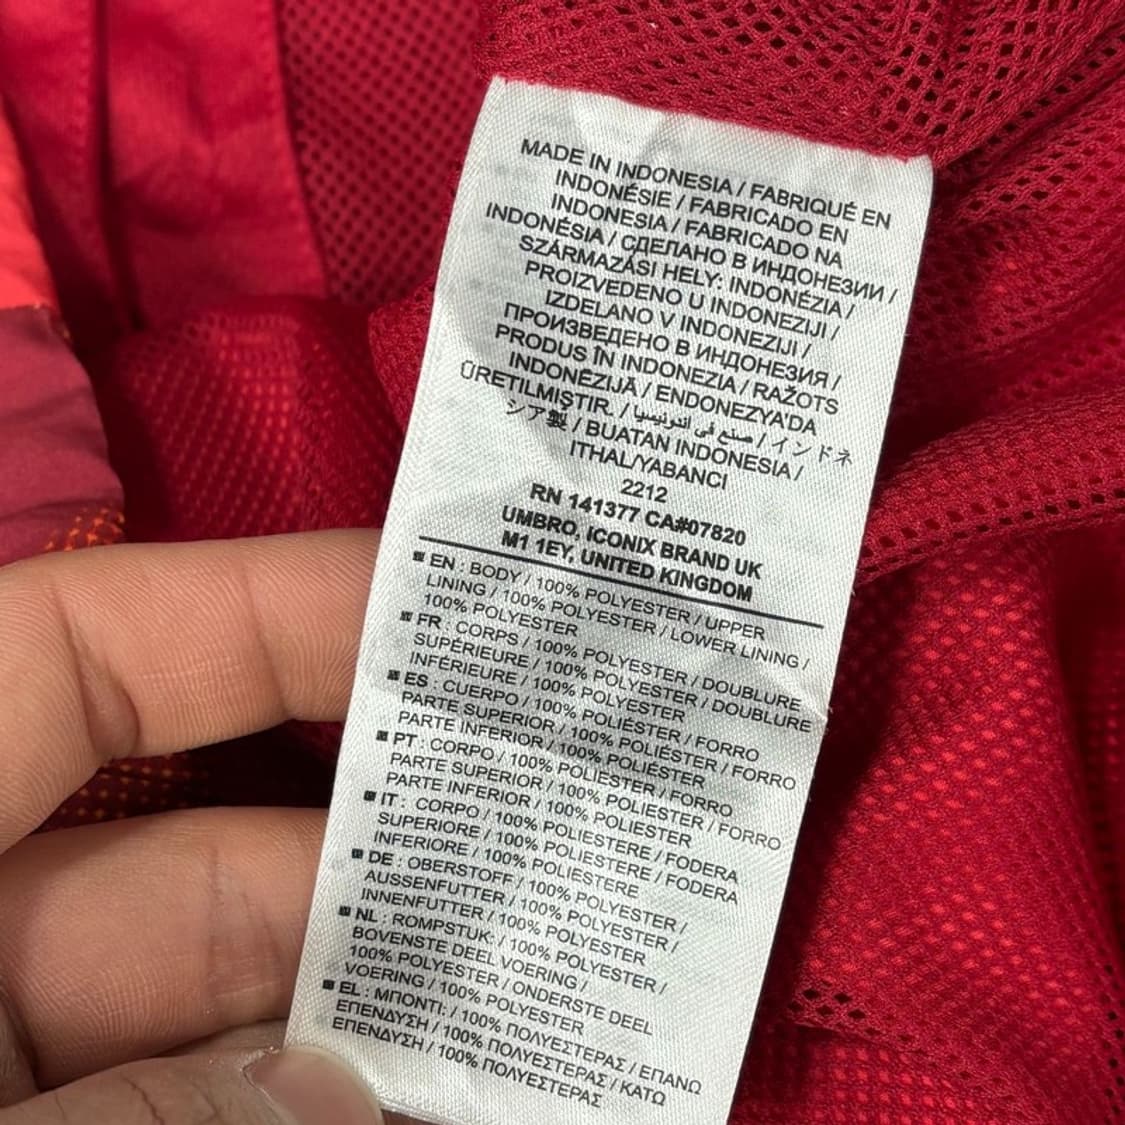 MADE IN INDONESIA / FABRIQUÉ EN
INDONÉSIE / FABRICADO EN
INDONESIA / FABRICADO NA
INDONÉSIA / СДЕЛАНО В ИНДОНЕЗИИ /
SZÁRMAZÁSI HELY: INDONÉZIA /
PROIZVEDENO U INDONEZIJI /
IZDELANO V INDONEZIJI /
ПРОИЗВЕДЕНО В ИНДОНЕЗИЯ /
PRODUS ÎN INDONEZIA / RAŽOTS
INDONĒZIJĀ / ENDONEZYA'DA
ÜRETILMIŞTIR. / صنع في اندونيسيا / インドネ
シア製 / BUATAN INDONESIA /
ITHAL/YABANCI
2212
RN 141377 CA#07820
UMBRO, ICONIX BRAND UK
M1 1EY, UNITED KINGDOM
EN : BODY / 100% POLYESTER / UPPER
LINING / 100% POLYESTER / LOWER LINING /
100% POLYESTER
FR : CORPS / 100% POLYESTER / DOUBLURE
SUPÉRIEURE / 100% POLYESTER / DOUBLURE
INFÉRIEURE / 100% POLYESTER
ES : CUERPO / 100% POLIÉSTER / FORRO
PARTE SUPERIOR / 100% POLIÉSTER / FORRO
PARTE INFERIOR / 100% POLIÉSTER
PT : CORPO / 100% POLIESTER / FORRO
PARTE SUPERIOR / 100% POLIESTER / FORRO
PARTE INFERIOR / 100% POLIESTER
IT : CORPO / 100% POLIESTERE / FODERA
SUPERIORE / 100% POLIESTERE / FODERA
INFERIORE / 100% POLIESTERE
DE : OBERSTOFF / 100% POLYESTER /
AUSSENFUTTER / 100% POLYESTER /
INNENFUTTER / 100% POLYESTER
NL : ROMPSTUK: / 100% POLYESTER /
BOVENSTE DEEL VOERING /
100% POLYESTER / ONDERSTE DEEL
VOERING / 100% POLYESTER
EL : ΜΠΟΝΤΙ: / 100% ΠΟΛΥΕΣΤΕΡΑΣ / ΕΠΑΝΩ
ΕΠΕΝΔΥΣΗ / 100% ΠΟΛΥΕΣΤΕΡΑΣ / ΚΑΤΩ
ΕΠΕΝΔΥΣΗ / 100% ΠΟΛΥΕΣΤΕΡΑΣ